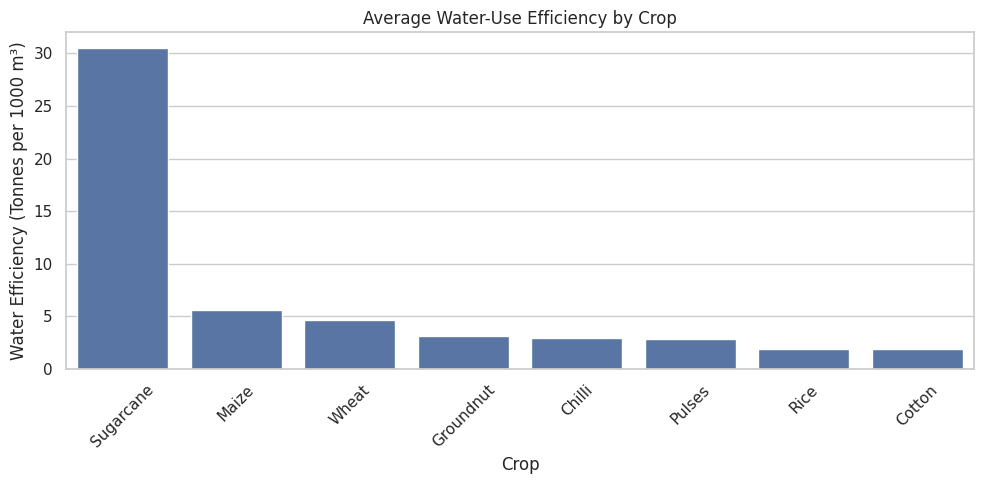 Average Water-Use Efficiency by Crop
Water Efficiency (Tonnes per 1000 m³)
30
25
20
15
10
5
0
Sugarcane
Maize
Wheat
Groundnut
Chilli
Pulses
Rice
Cotton
Crop